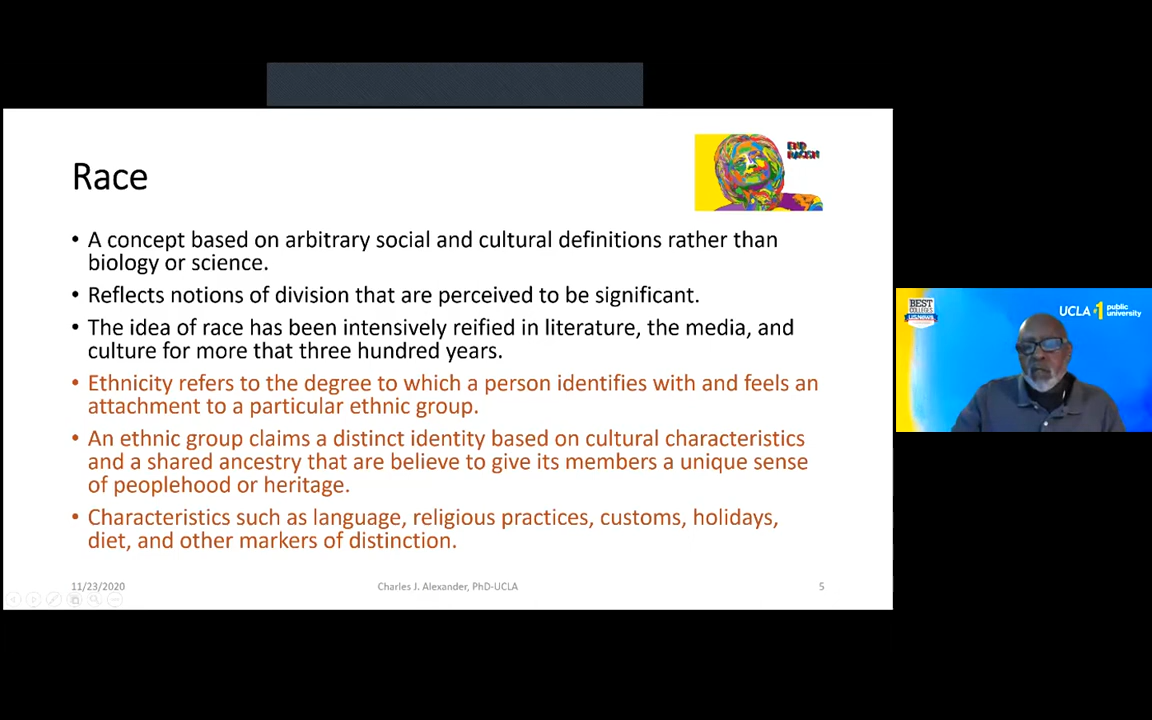 Race
END
RACISM
• A concept based on arbitrary social and cultural definitions rather than
biology or science.
• Reflects notions of division that are perceived to be significant.
• The idea of race has been intensively reified in literature, the media, and
culture for more that three hundred years.
• Ethnicity refers to the degree to which a person identifies with and feels an
attachment to a particular ethnic group.
• An ethnic group claims a distinct identity based on cultural characteristics
and a shared ancestry that are believe to give its members a unique sense
of peoplehood or heritage.
• Characteristics such as language, religious practices, customs, holidays,
diet, and other markers of distinction.
11/23/2020
Charles J. Alexander, PhD-UCLA
5
BEST
COLLEGES
U.S.News
UCLA #1 public
university